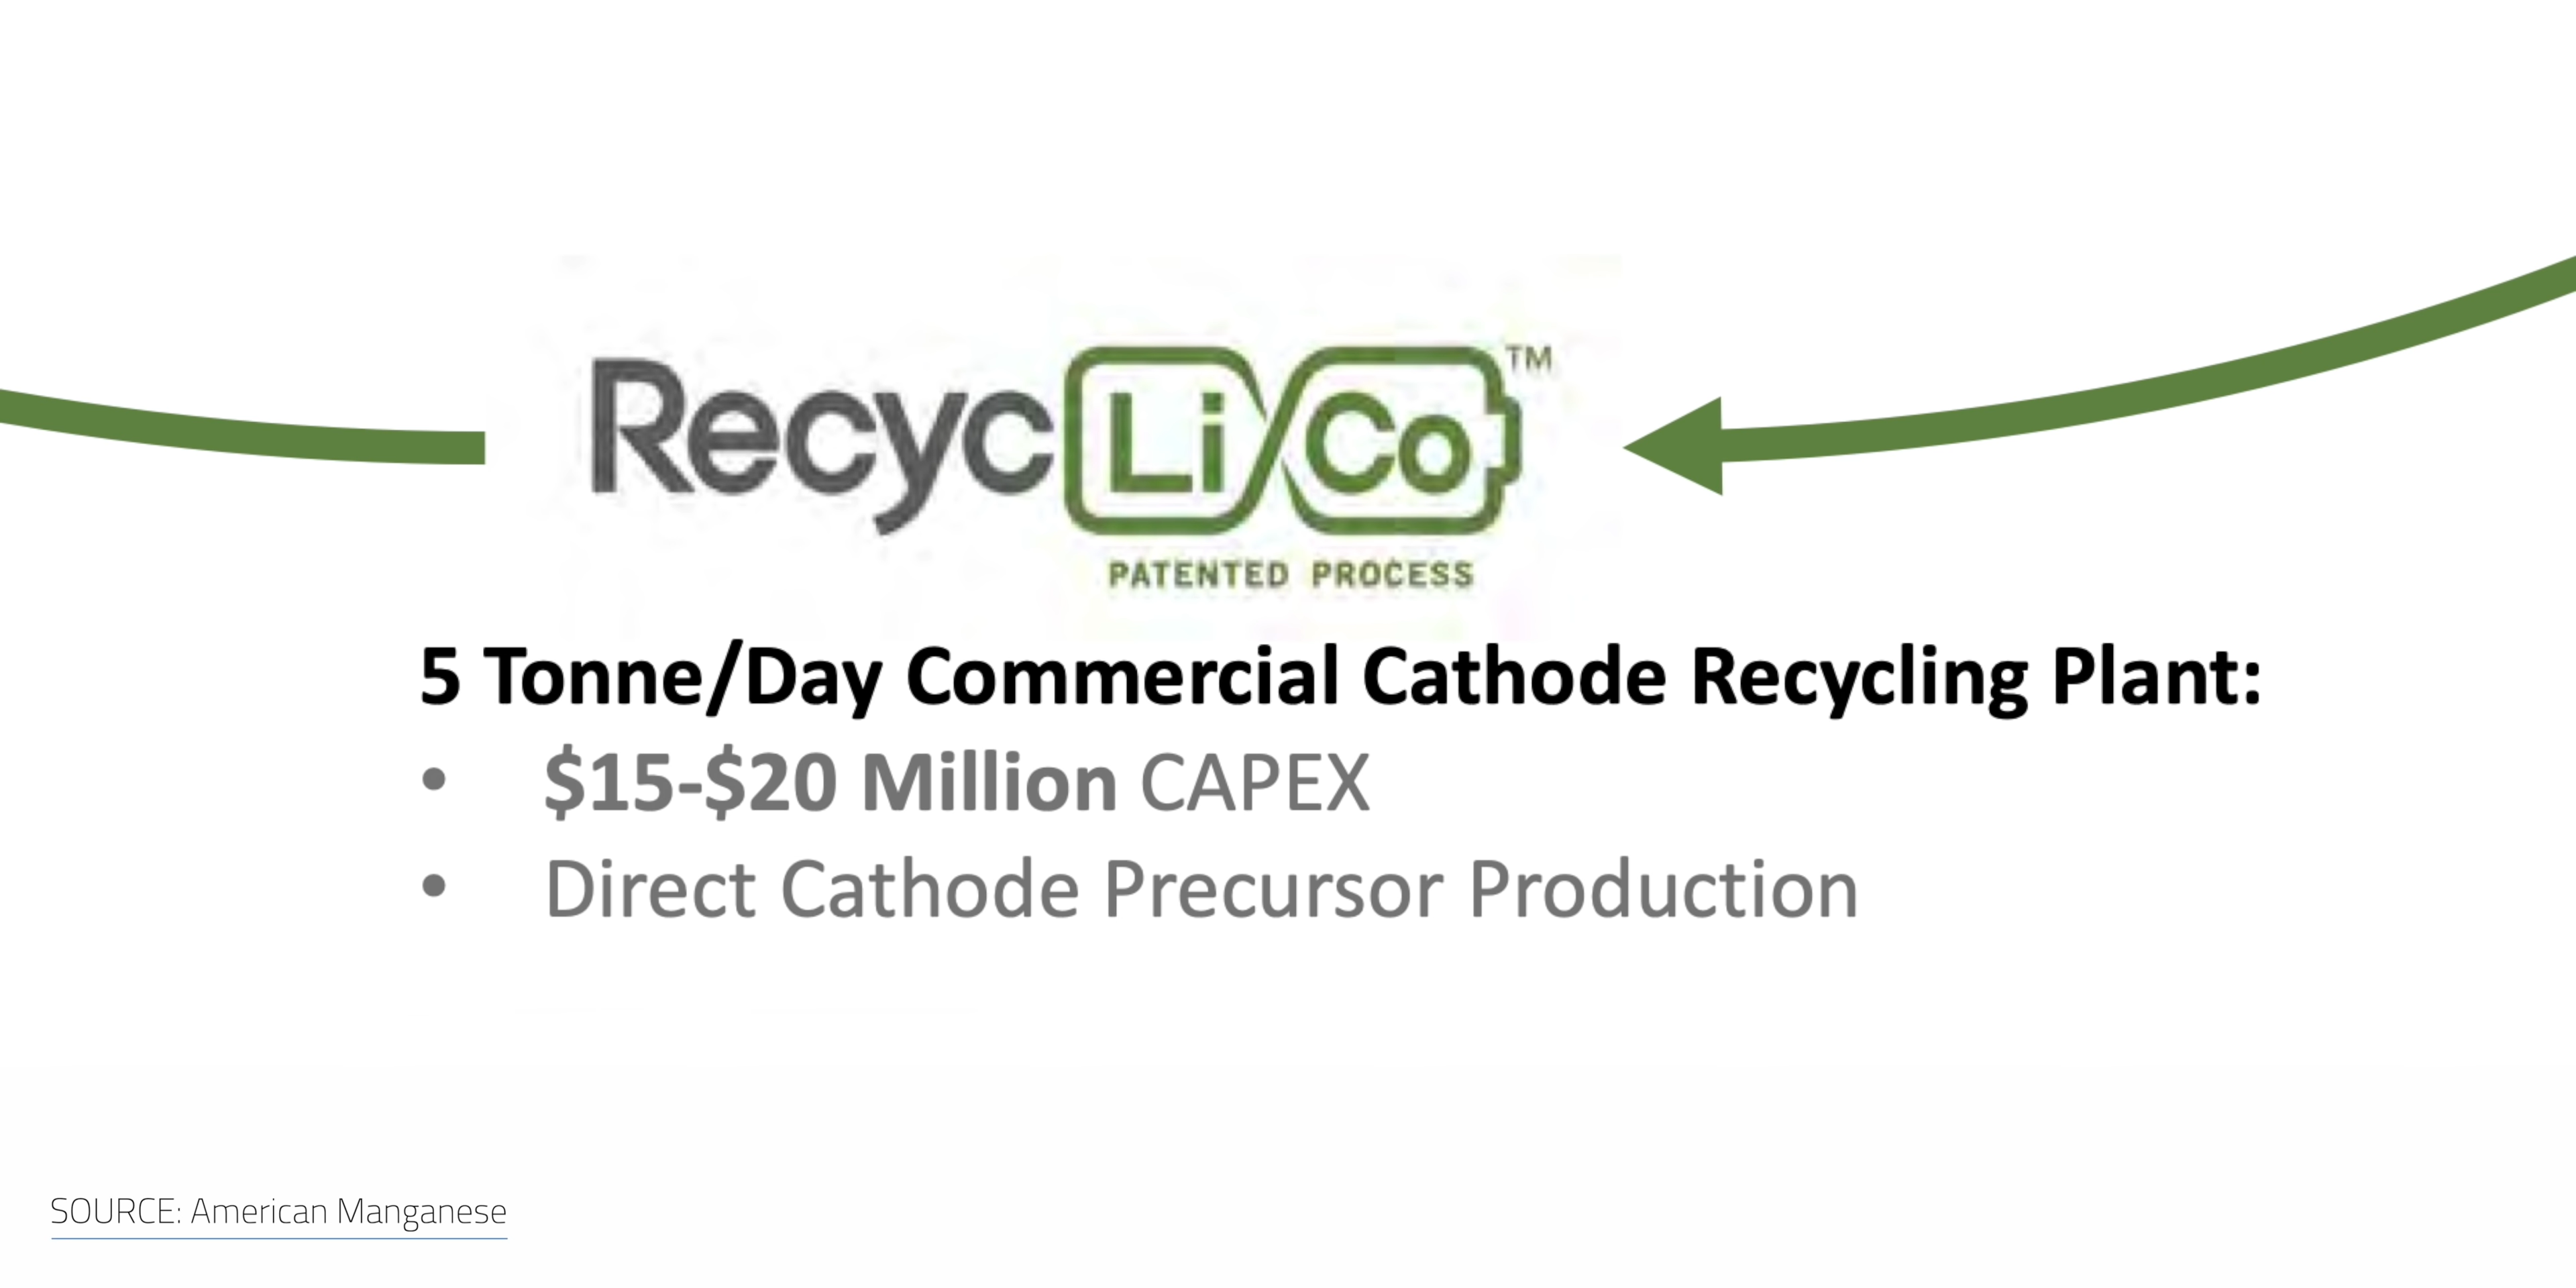 RecycLiCo™
PATENTED PROCESS
5 Tonne/Day Commercial Cathode Recycling Plant:
• $15-$20 Million CAPEX
• Direct Cathode Precursor Production
SOURCE: American Manganese